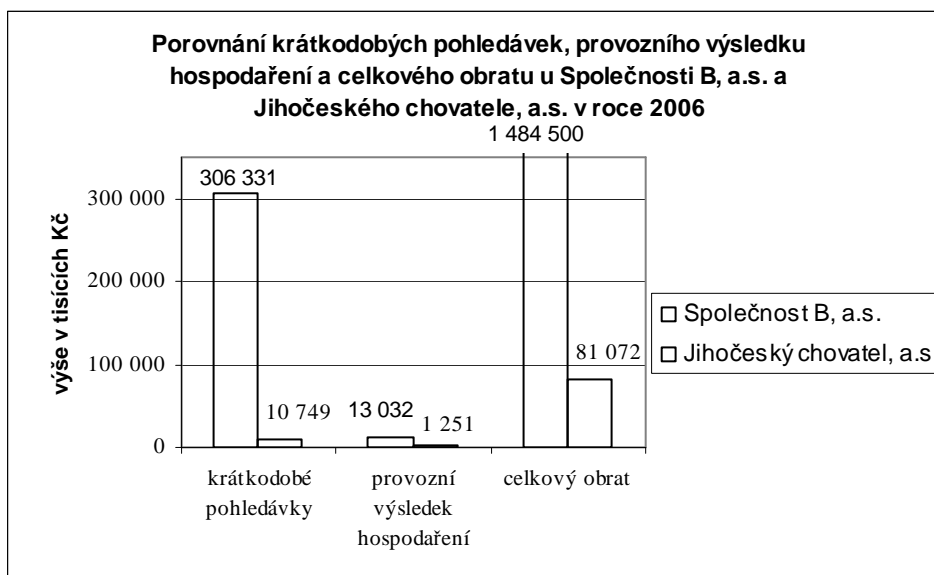 Porovnání krátkodobých pohledávek, provozního výsledku
hospodaření a celkového obratu u Společnosti B, a.s. a
Jihočeského chovatele, a.s. v roce 2006
1 484 500
306 331
300 000
200 000
100 000
0
výše v tisících Kč
10 749
13 032
1 251
81 072
krátkodobé
pohledávky
provozní
výsledek
hospodaření
celkový obrat
Společnost B, a.s.
Jihočeský chovatel, a.s